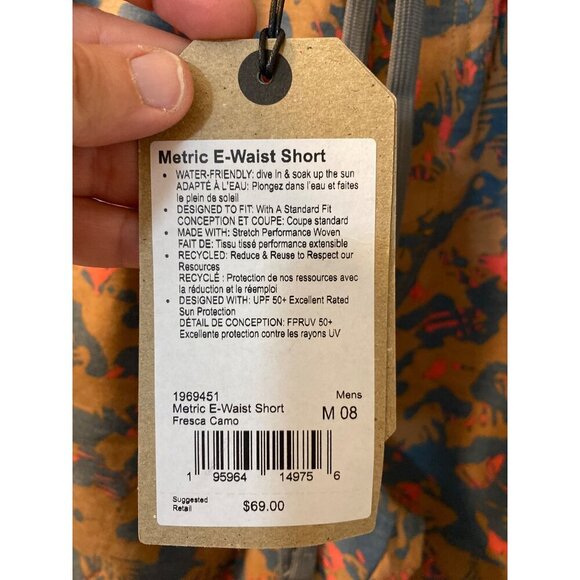 Metric E-Waist Short
• WATER-FRIENDLY: dive in & soak up the sun
ADAPTÉ À L'EAU: Plongez dans l'eau et faites
le plein de soleil
• DESIGNED TO FIT: With A Standard Fit
CONCEPTION ET COUPE: Coupe standard
• MADE WITH: Stretch Performance Woven
FAIT DE: Tissu tissé performance extensible
• RECYCLED: Reduce & Reuse to Respect our
Resources
RECYCLÉ : Protection de nos ressources avec
la réduction et le réemploi
• DESIGNED WITH: UPF 50+ Excellent Rated
Sun Protection
DÉTAIL DE CONCEPTION: FPRUV 50+
Excellente protection contre les rayons UV
1969451 Mens
Metric E-Waist Short M 08
Fresca Camo
1 95964 14975 6
Suggested
Retail $69.00